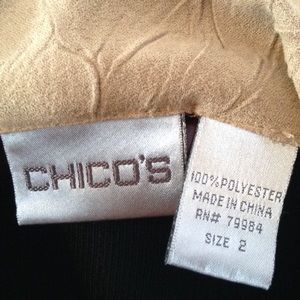 CHICO'S
100% POLYESTER
MADE IN CHINA
RN# 79984
SIZE 2